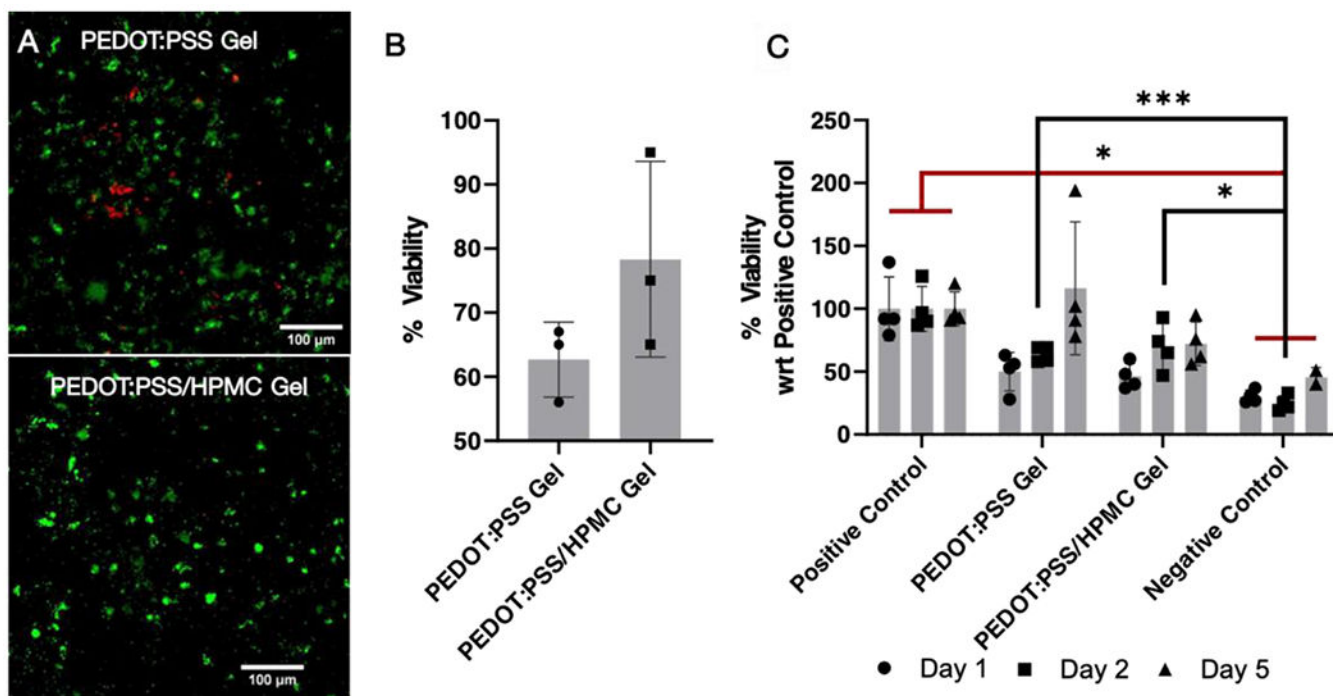 A
PEDOT:PSS Gel
100 µm
PEDOT:PSS/HPMC Gel
100 µm
B
% Viability
100
90
80
70
60
50
PEDOT:PSS Gel
PEDOT:PSS/HPMC Gel
C
% Viability
wrt Positive Control
250
200
150
100
50
0
***
*
*
Positive Control
PEDOT:PSS Gel
PEDOT:PSS/HPMC Gel
Negative Control
Day 1
Day 2
Day 5